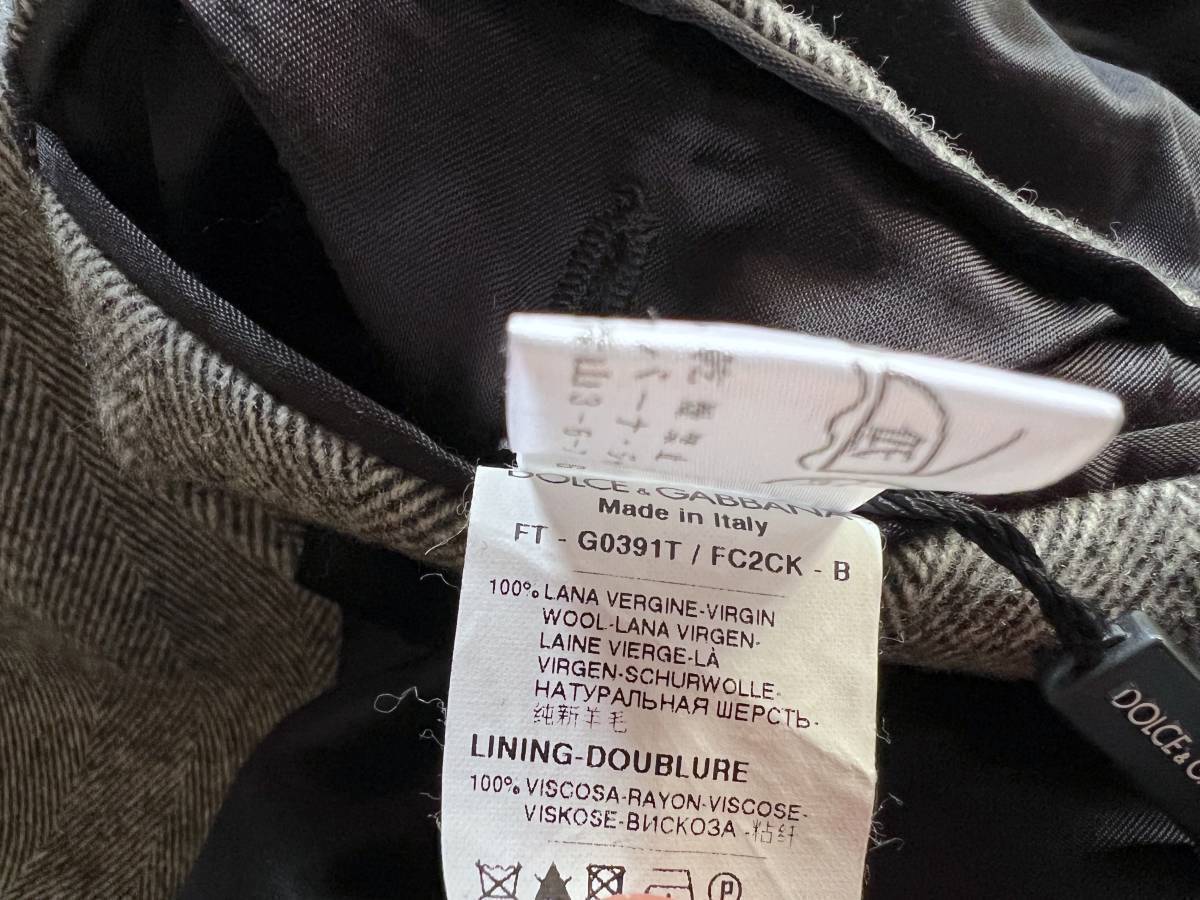 DOLCE & GABBANA
Made in Italy
FT - G0391T / FC2CK - B
100% LANA VERGINE-VIRGIN
WOOL-LANA VIRGEN-
LAINE VIERGE-LÀ
VIRGEN-SCHURWOLLE-
НАТУРАЛЬНАЯ ШЕРСТЬ-
纯新羊毛
LINING-DOUBLURE
100% VISCOSA-RAYON-VISCOSE-
VISKOSE-ВИСКОЗА -粘纤
P
DOLCE &